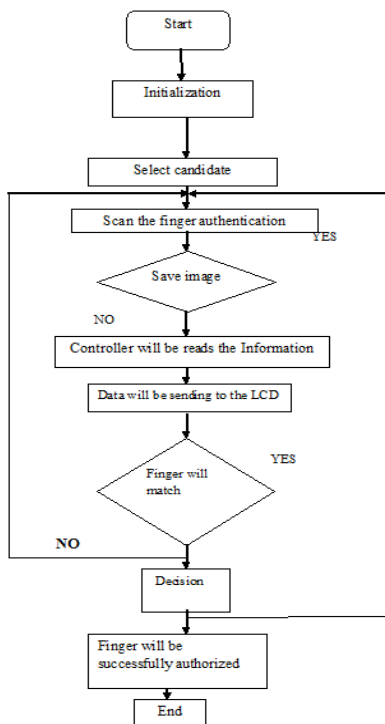 Start
Initialization
Select candidate
Scan the finger authentication
YES
Save image
NO
Controller will be reads the Information
Data will be sending to the LCD
YES
Finger will
match
NO
Decision
Finger will be
successfully authorized
End